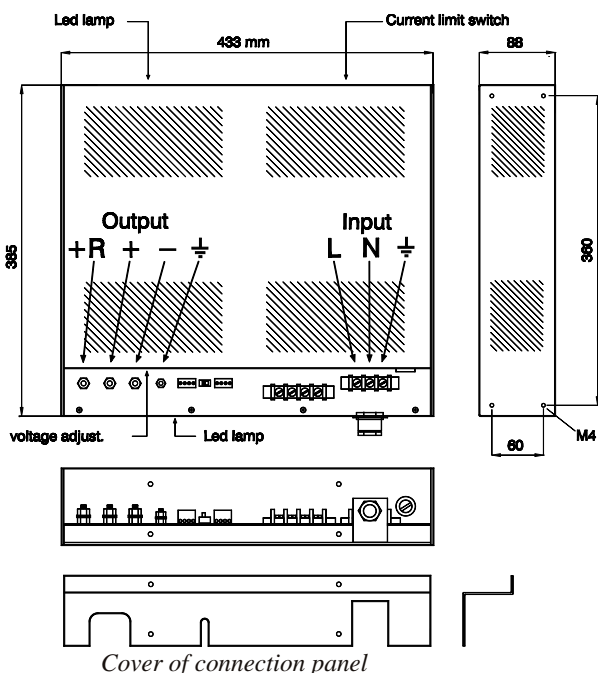 Led lamp
Current limit switch
433 mm
88
385
360
Output
Input
+R + − ⏚
L N ⏚
voltage adjust.
Led lamp
60
M4
Cover of connection panel